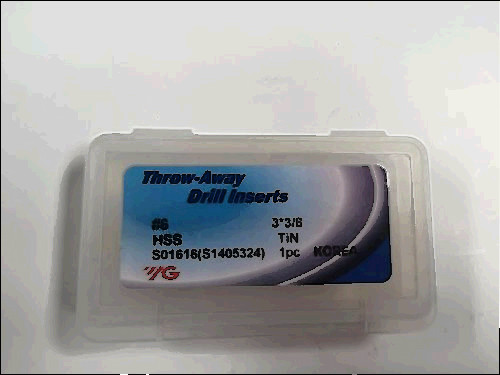 Throw-Away
Drill Inserts
#6 3*3/8
HSS TiN
S01616(S1405324) 1pc KOREA
YG